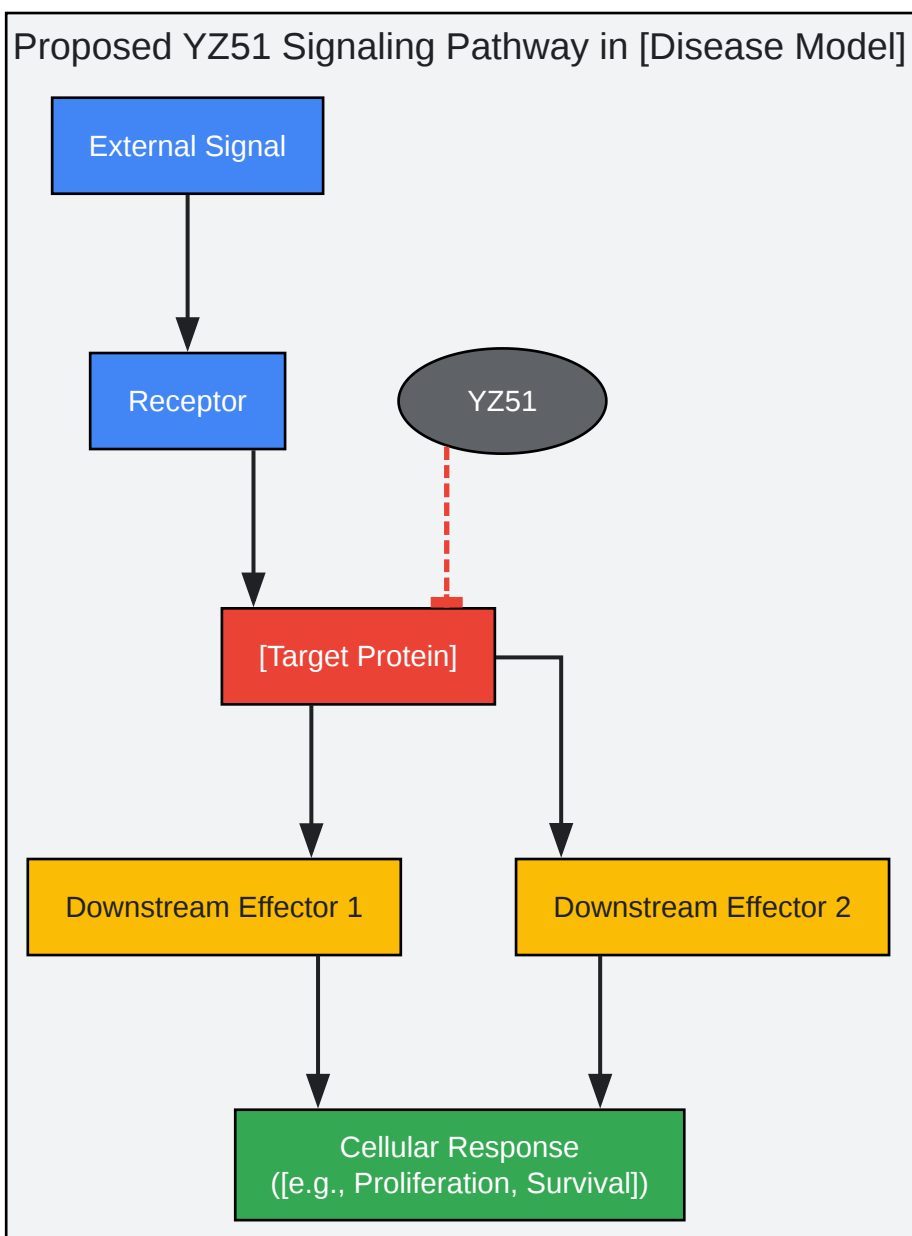 Proposed YZ51 Signaling Pathway in [Disease Model]
External Signal
Receptor
YZ51
[Target Protein]
Downstream Effector 1
Downstream Effector 2
Cellular Response
([e.g., Proliferation, Survival])